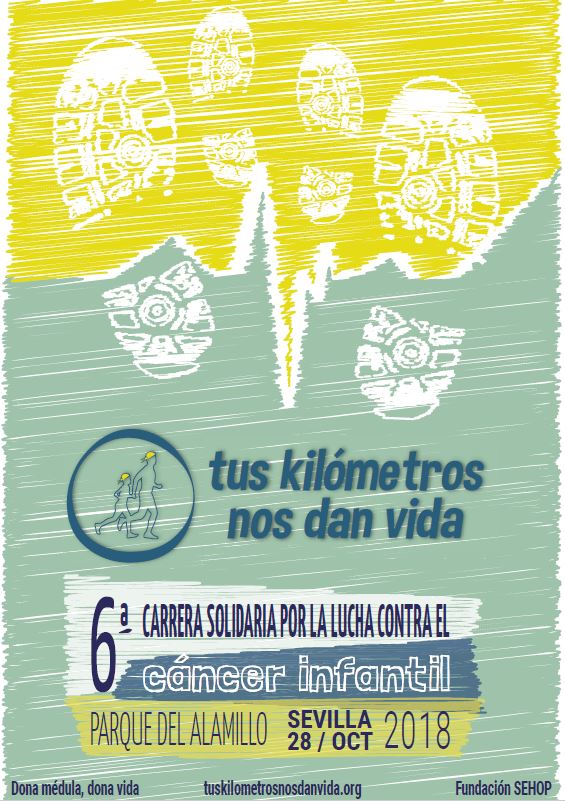 tus kilómetros
nos dan vida
6ª CARRERA SOLIDARIA POR LA LUCHA CONTRA EL
cáncer infantil
PARQUE DEL ALAMILLO SEVILLA 28 / OCT 2018
Dona médula, dona vida tuskilometrosnosdanvida.org Fundación SEHOP